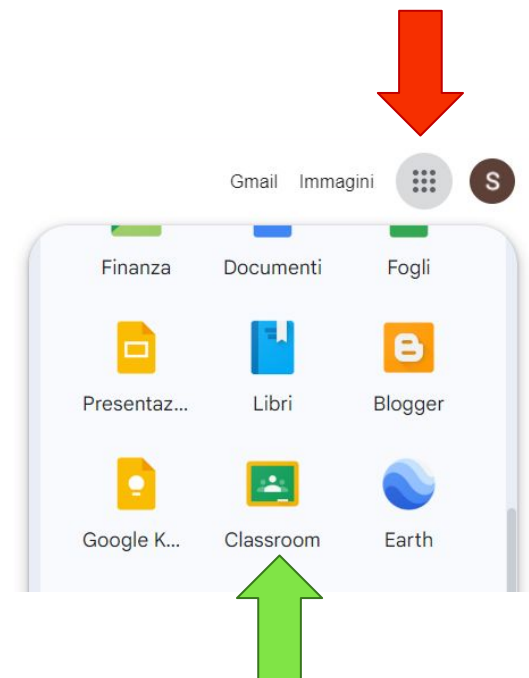 Gmail Immagini S
Finanza Documenti Fogli
Presentaz... Libri Blogger
Google K... Classroom Earth